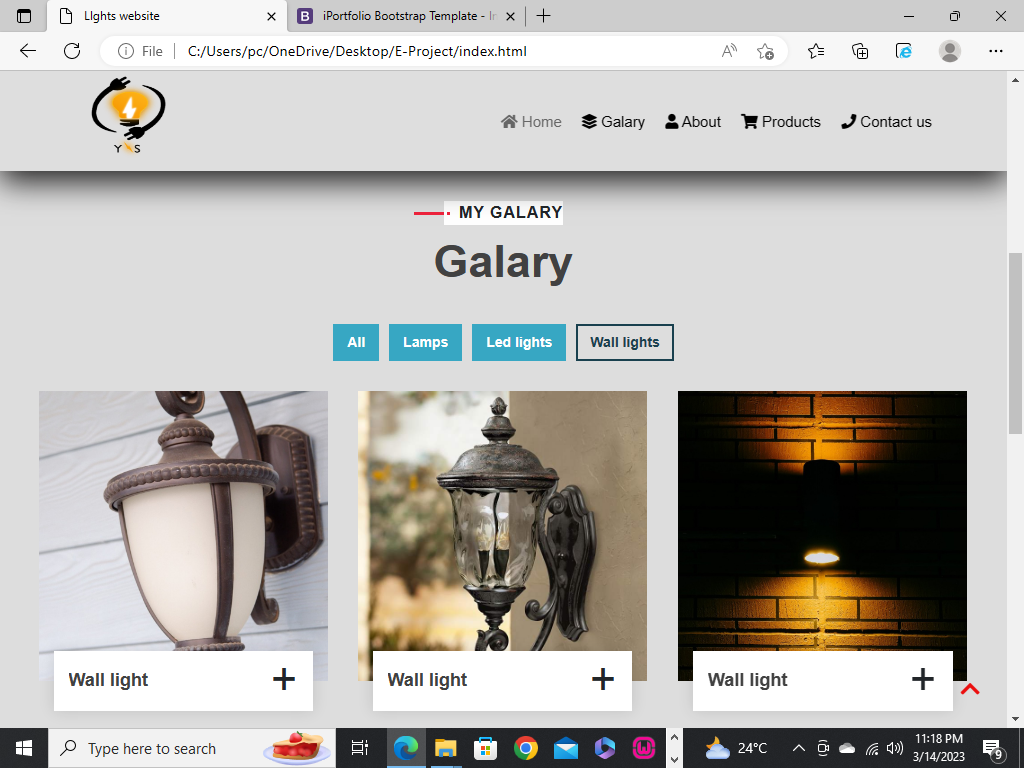 LIghts website
iPortfolio Bootstrap Template - In
File
C:/Users/pc/OneDrive/Desktop/E-Project/index.html
Y S
Home
Galary
About
Products
Contact us
MY GALARY
Galary
All
Lamps
Led lights
Wall lights
Wall light
Wall light
Wall light
Type here to search
24°C
11:18 PM
3/14/2023
9